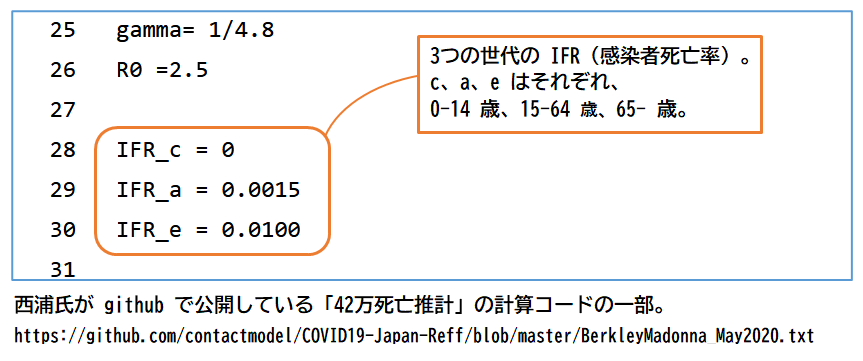 25 gamma= 1/4.8
26 R0 =2.5
27
28 IFR_c = 0
29 IFR_a = 0.0015
30 IFR_e = 0.0100
31
3つの世代の IFR（感染者死亡率）。
c、a、e はそれぞれ、
0-14 歳、15-64 歳、65- 歳。
西浦氏が github で公開している「42万死亡推計」の計算コードの一部。
https://github.com/contactmodel/COVID19-Japan-Reff/blob/master/BerkleyMadonna_May2020.txt